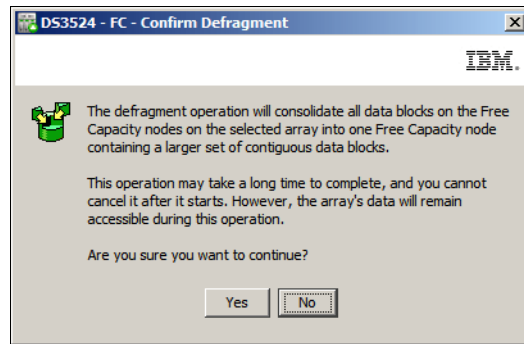 DS3524 - FC - Confirm Defragment
IBM.
The defragment operation will consolidate all data blocks on the Free
Capacity nodes on the selected array into one Free Capacity node
containing a larger set of contiguous data blocks.
This operation may take a long time to complete, and you cannot
cancel it after it starts. However, the array's data will remain
accessible during this operation.
Are you sure you want to continue?
Yes No